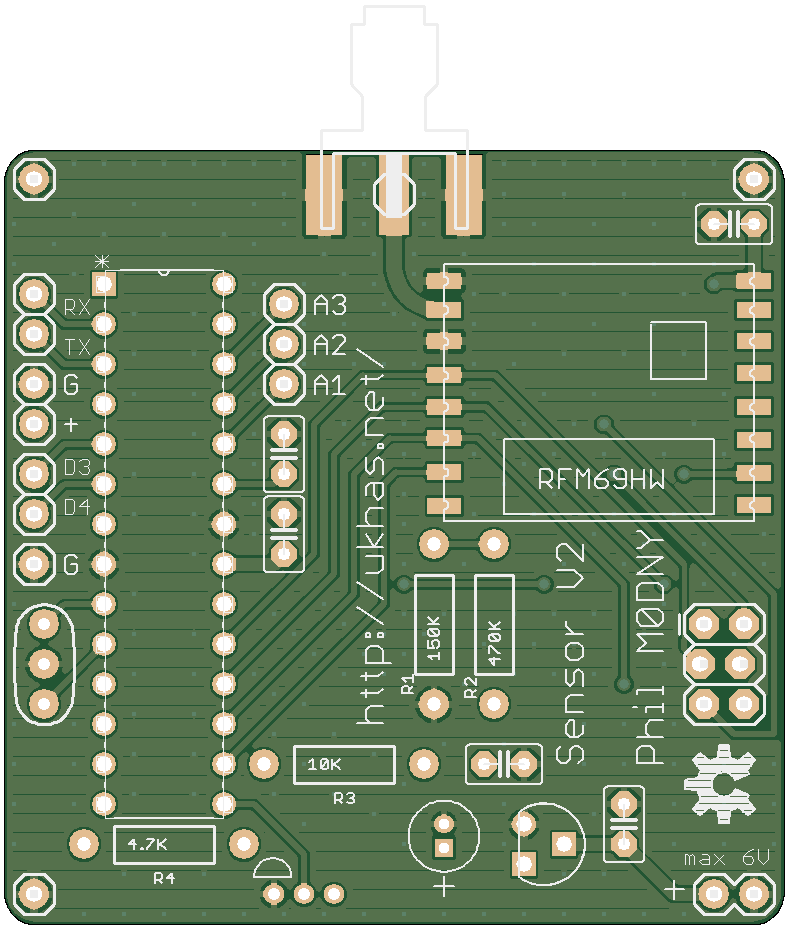 *
RX
TX
G
+
D3
D4
G
A3
A2
A1
http://ukhas.net/
RFM69HW
150K
R1
470K
R2
Sensor V2
Phil M0DNY
10K
R3
4.7K
R4
+
+
max 6V